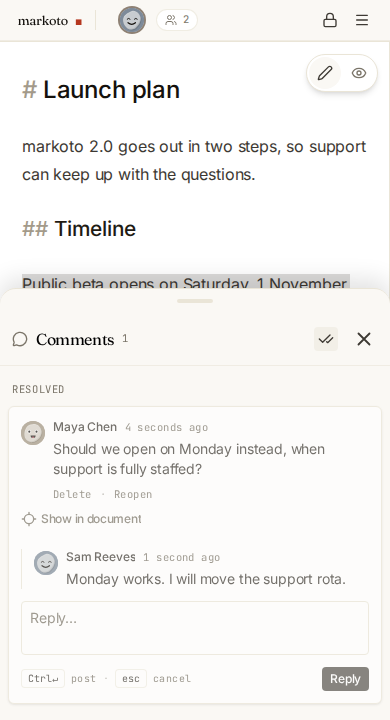 markoto
2
# Launch plan
markoto 2.0 goes out in two steps, so support
can keep up with the questions.
## Timeline
Public beta opens on Saturday, 1 November
Comments 1
RESOLVED
Maya Chen 4 seconds ago
Should we open on Monday instead, when
support is fully staffed?
Delete · Reopen
Show in document
Sam Reeves 1 second ago
Monday works. I will move the support rota.
Reply...
Ctrl↵ post · esc cancel
Reply